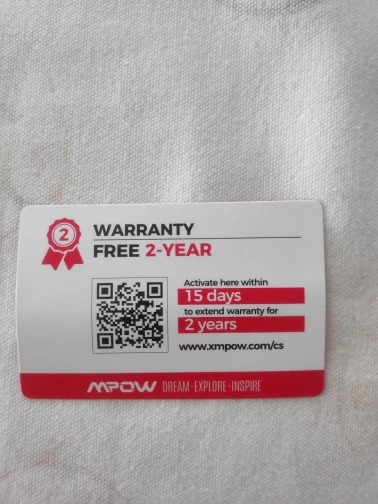 2
WARRANTY
FREE 2-YEAR
Activate here within
15 days
to extend warranty for
2 years
www.xmpow.com/cs
MPOW DREAM·EXPLORE·INSPIRE